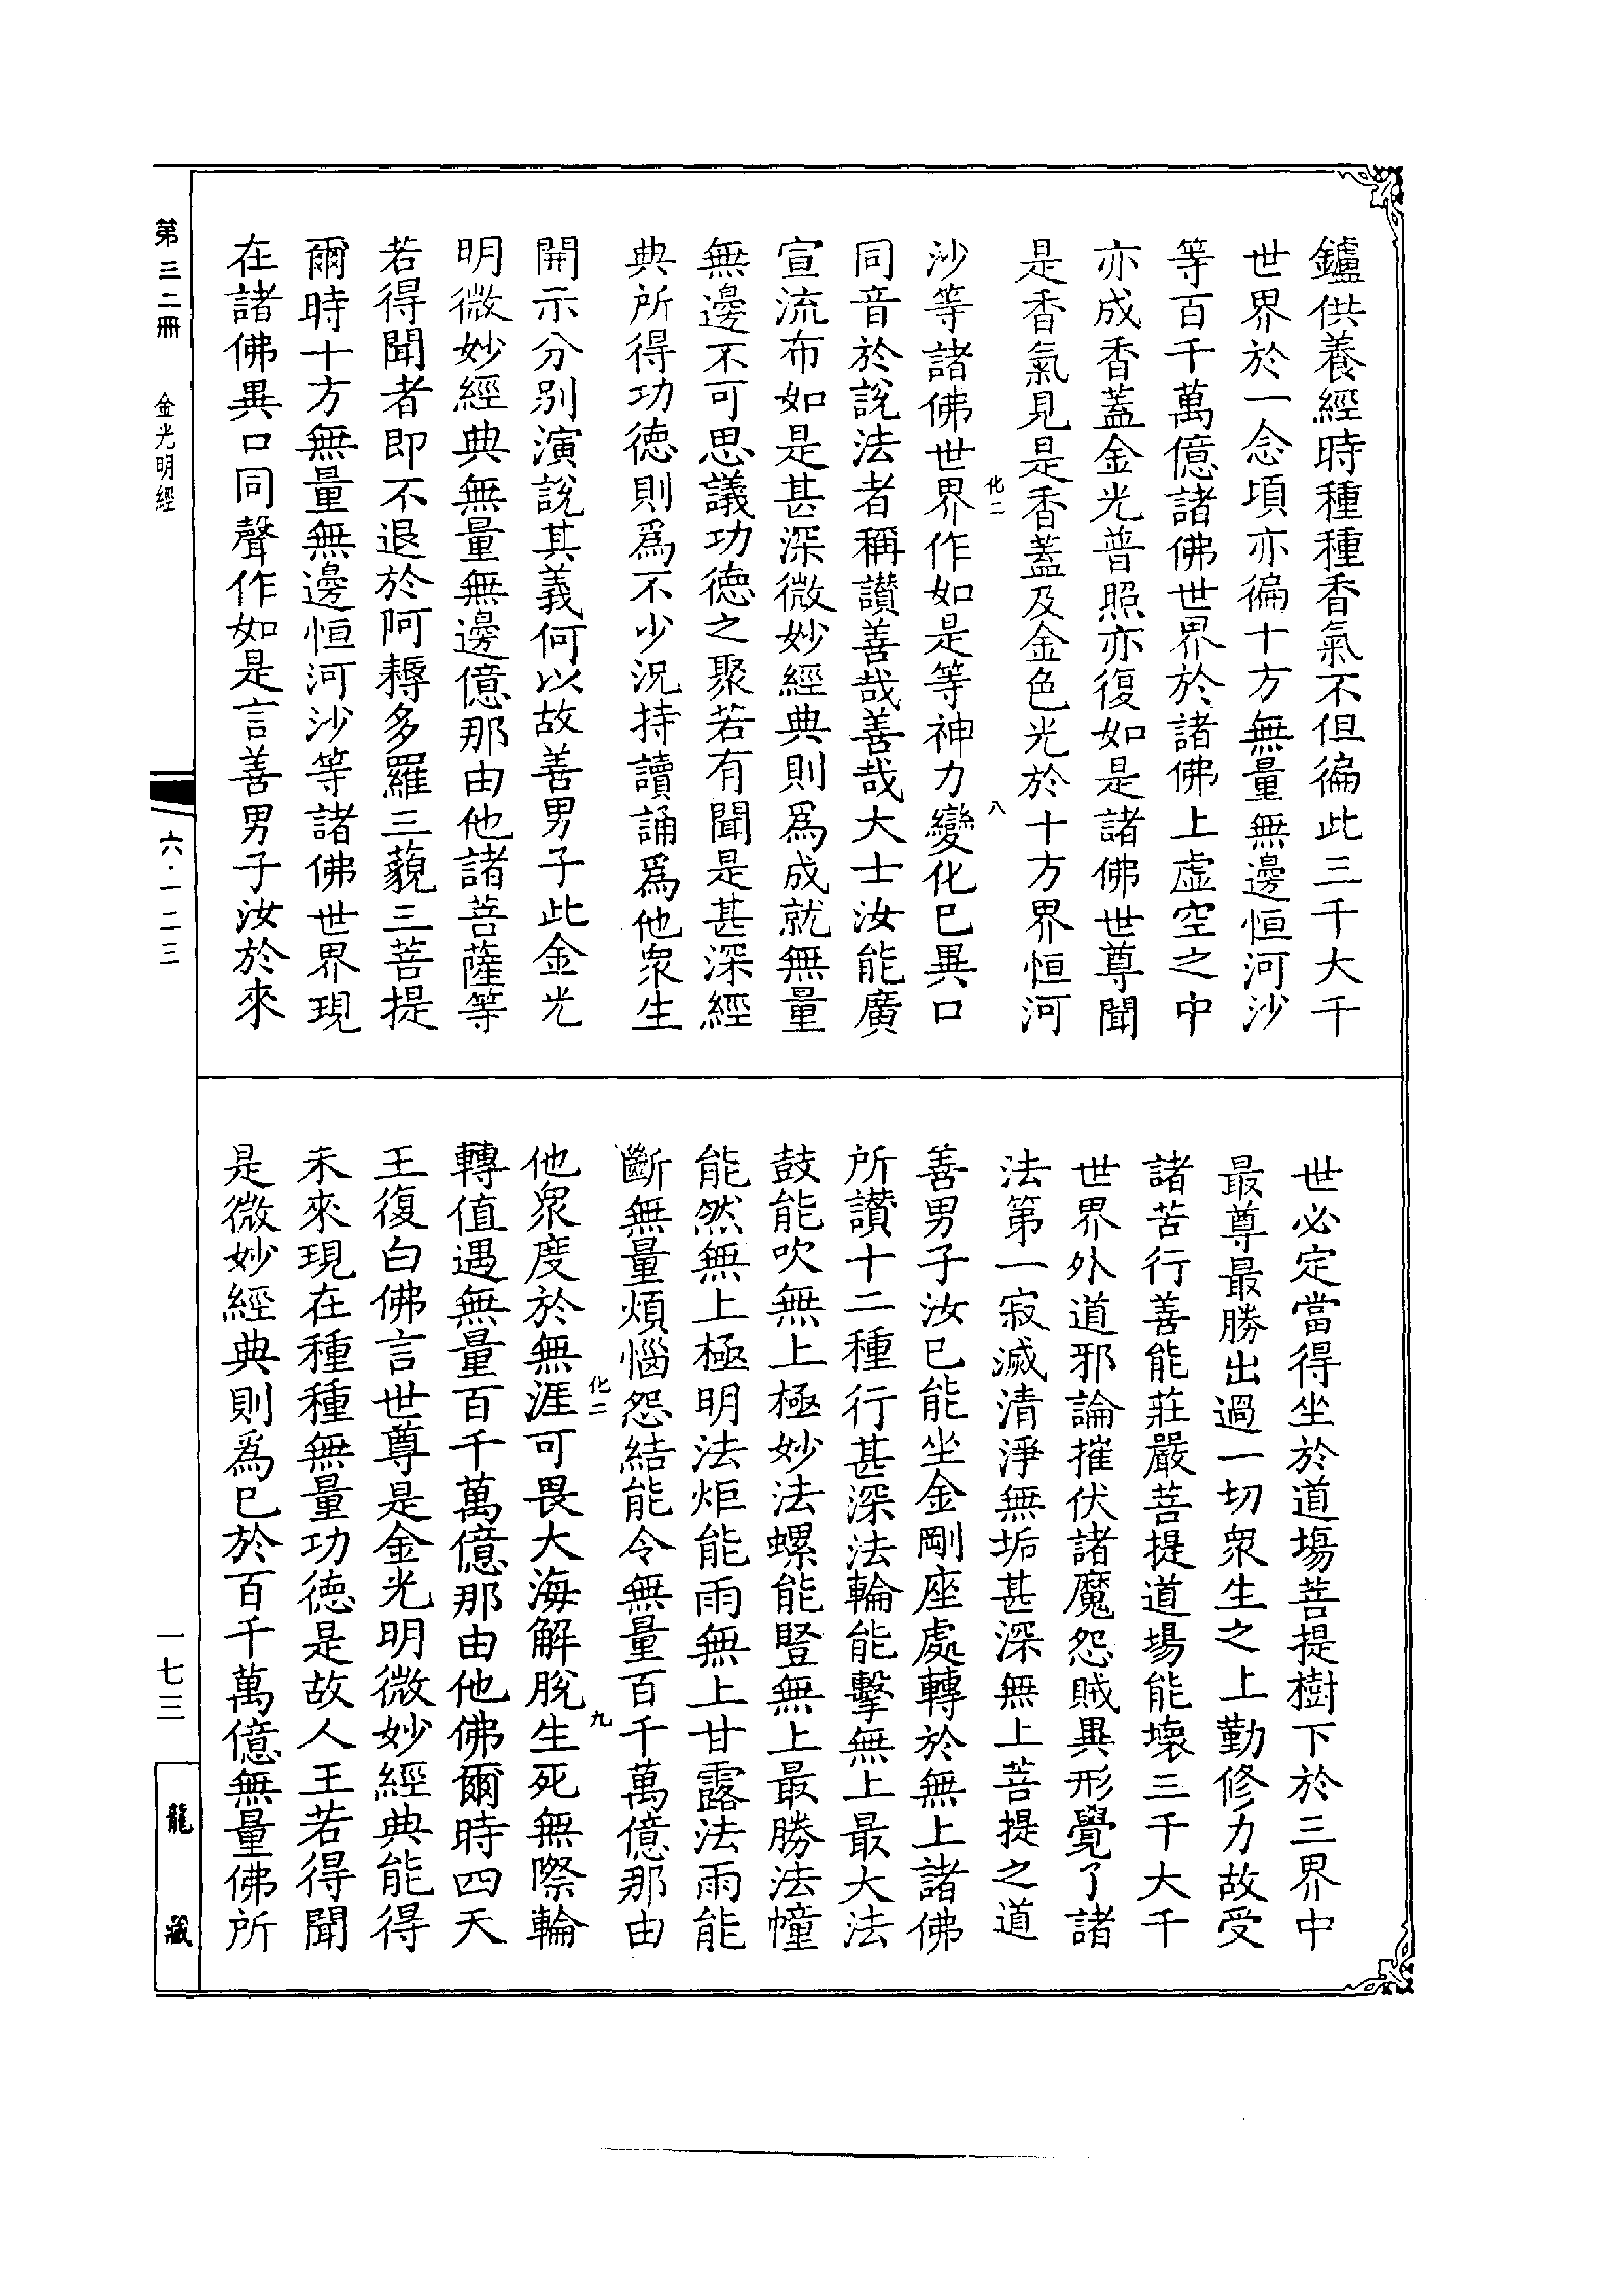 鑪供養經時種種香氣不但徧此三千大千
世界於一念頃亦徧十方無量無邊恒河沙
等百千萬億諸佛世界於諸佛上虛空之中
亦成香蓋金光普照亦復如是諸佛世尊聞
是香氣見是香蓋及金色光於十方界恒河
化二
八
沙等諸佛世界作如是等神力變化已異口
同音於說法者稱讃善哉善哉大士汝能廣
宣流布如是甚深微妙經典則爲成就無量
無邊不可思議功德之聚若有聞是甚深經
典所得功德則爲不少況持讀誦爲他衆生
開示分別演說其義何以故善男子此金光
明微妙經典無量無邊億那由他諸菩薩等
若得聞者即不退於阿耨多羅三藐三菩提
爾時十方無量無邊恒河沙等諸佛世界現
在諸佛異口同聲作如是言善男子汝於來
世必定當得坐於道場菩提樹下於三界中
最尊最勝出過一切衆生之上勤修力故受
諸苦行善能莊嚴菩提道場能壞三千大千
世界外道邪論摧伏諸魔怨賊異形覺了諸
法第一寂滅清淨無垢甚深無上菩提之道
善男子汝已能坐金剛座處轉於無上諸佛
所讃十二種行甚深法輪能擊無上最大法
鼓能吹無上極妙法螺能豎無上最勝法幢
能然無上極明法炬能雨無上甘露法雨能
斷無量煩惱怨結能令無量百千萬億那由
化二
九
他衆度於無涯可畏大海解脫生死無際輪
轉值遇無量百千萬億那由他佛爾時四天
王復白佛言世尊是金光明微妙經典能得
未來現在種種無量功德是故人王若得聞
是微妙經典則爲已於百千萬億無量佛所
第三二冊
金光明經
六·一二三
一七三
龍藏